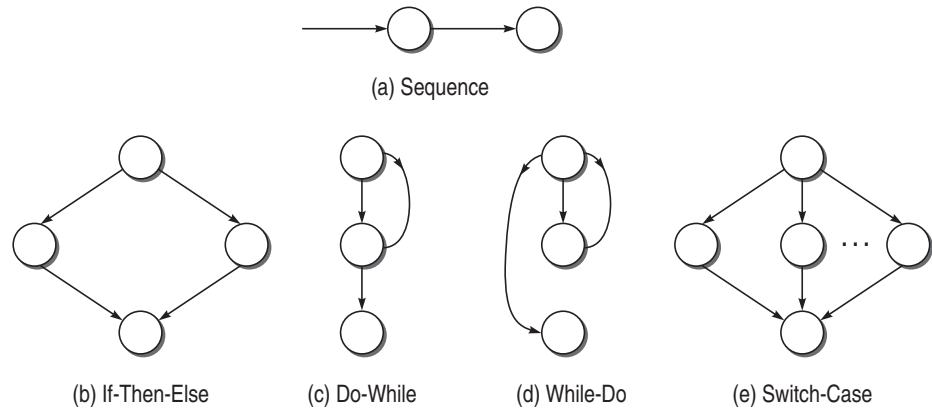 (a) Sequence
...
(b) If-Then-Else
(c) Do-While
(d) While-Do
(e) Switch-Case